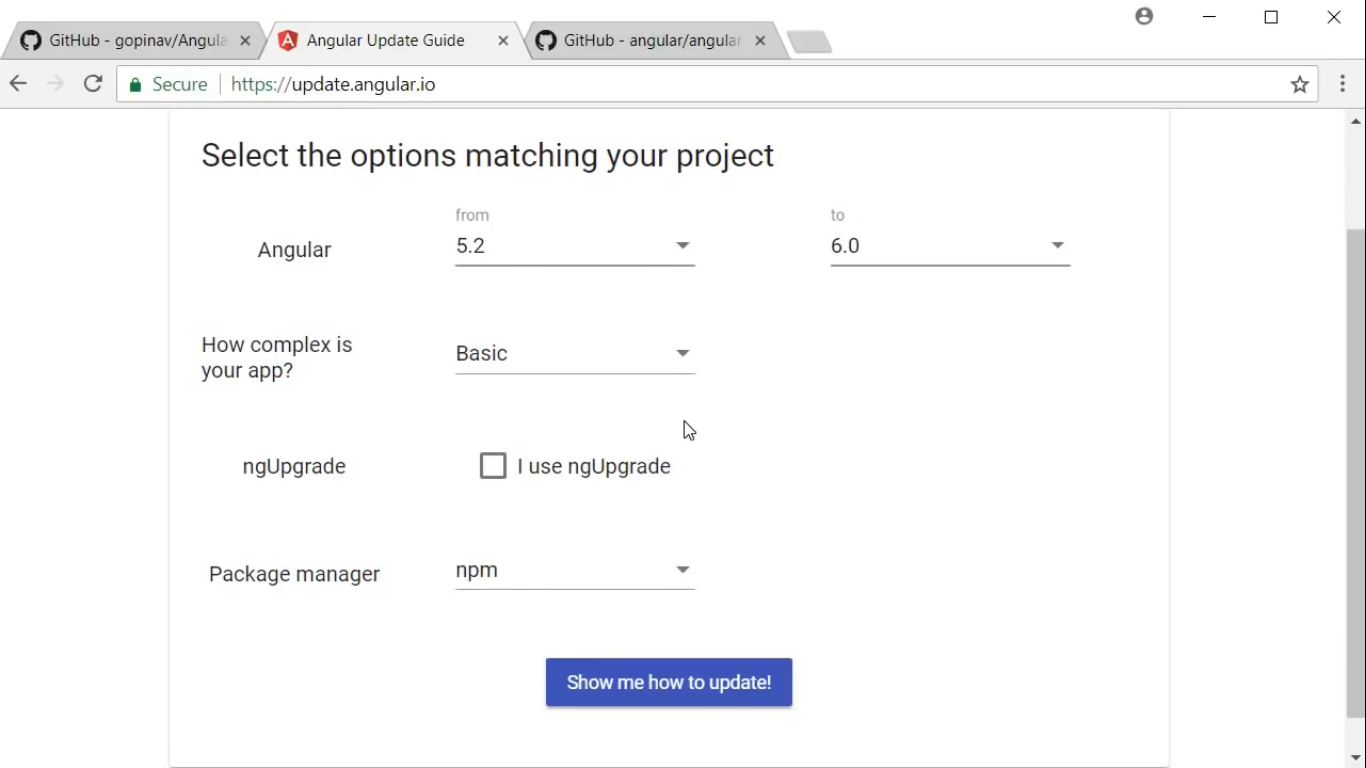 GitHub - gopinav/Angula
Angular Update Guide
GitHub - angular/angular
Secure
https://update.angular.io
Select the options matching your project
from
to
Angular
5.2
6.0
How complex is
your app?
Basic
ngUpgrade
I use ngUpgrade
Package manager
npm
Show me how to update!